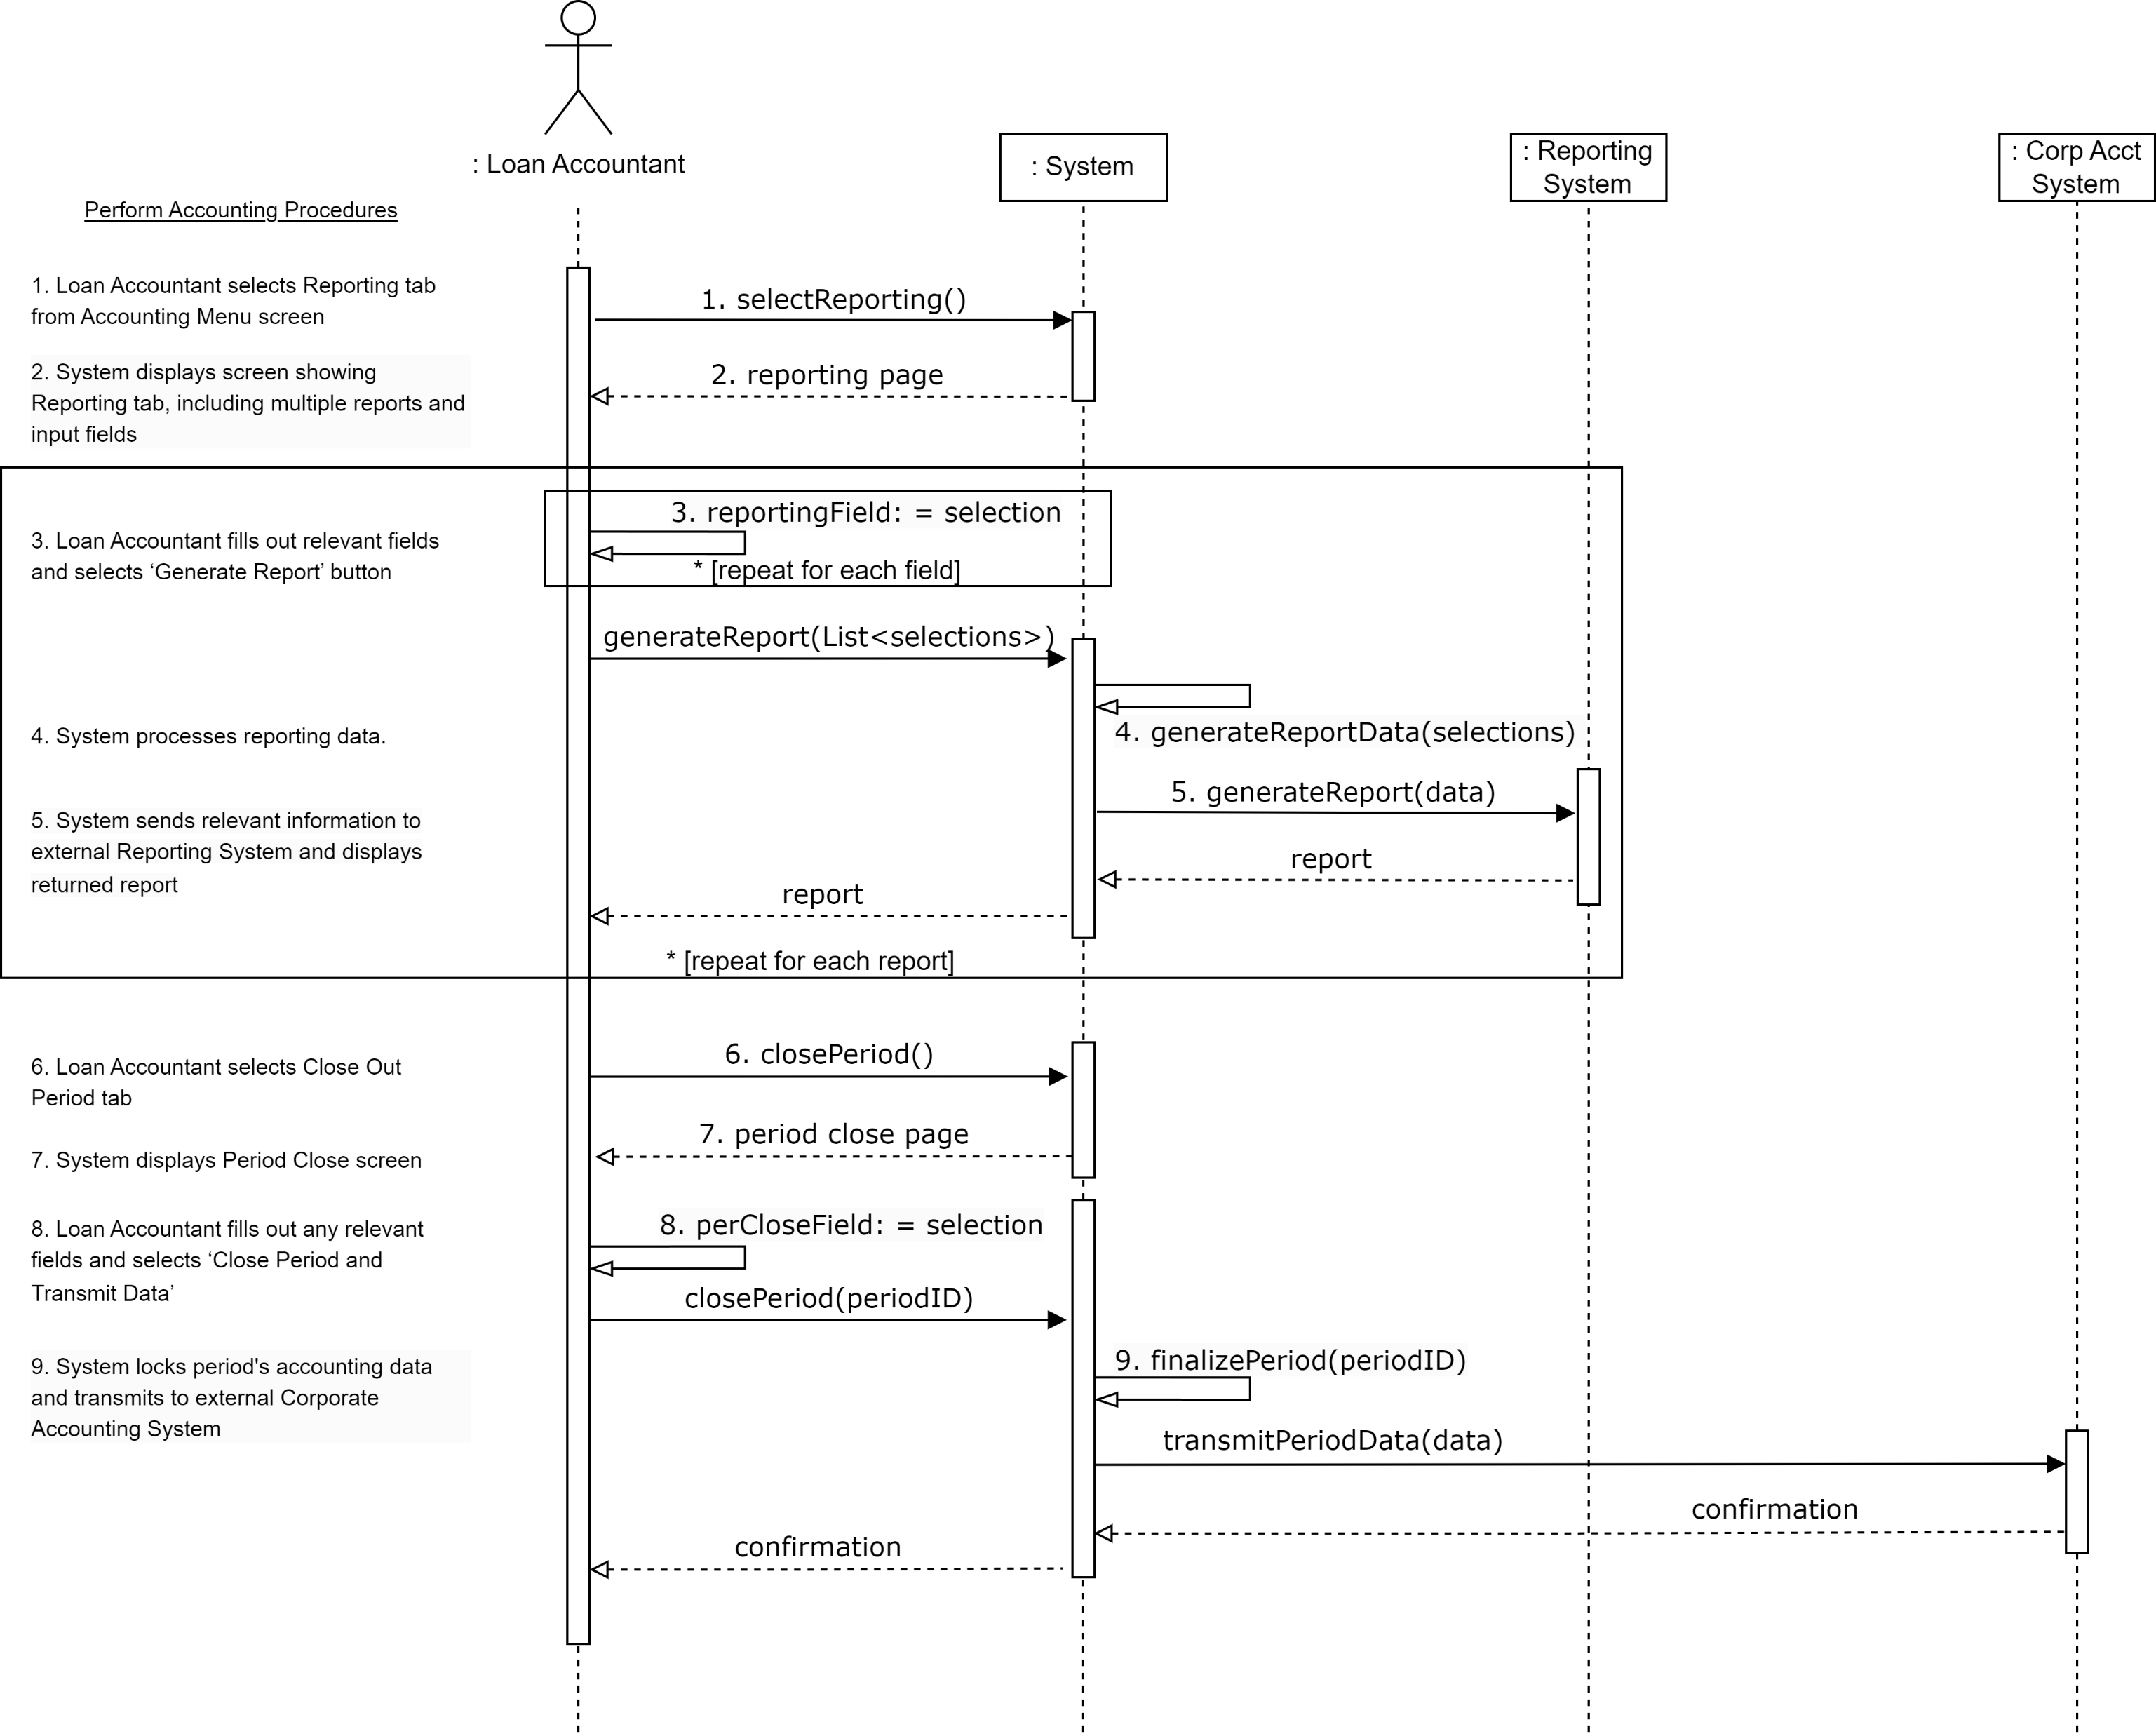 : Loan Accountant
: System
: Reporting
System
: Corp Acct
System
Perform Accounting Procedures
1. Loan Accountant selects Reporting tab
from Accounting Menu screen
1. selectReporting()
2. System displays screen showing
Reporting tab, including multiple reports and
input fields
2. reporting page
3. reportingField: = selection
3. Loan Accountant fills out relevant fields
and selects ‘Generate Report’ button
* [repeat for each field]
generateReport(List<selections>)
4. System processes reporting data.
4. generateReportData(selections)
5. generateReport(data)
5. System sends relevant information to
external Reporting System and displays
returned report
report
report
* [repeat for each report]
6. Loan Accountant selects Close Out
Period tab
6. closePeriod()
7. period close page
7. System displays Period Close screen
8. Loan Accountant fills out any relevant
fields and selects ‘Close Period and
Transmit Data’
8. perCloseField: = selection
closePeriod(periodID)
9. System locks period's accounting data
and transmits to external Corporate
Accounting System
9. finalizePeriod(periodID)
transmitPeriodData(data)
confirmation
confirmation